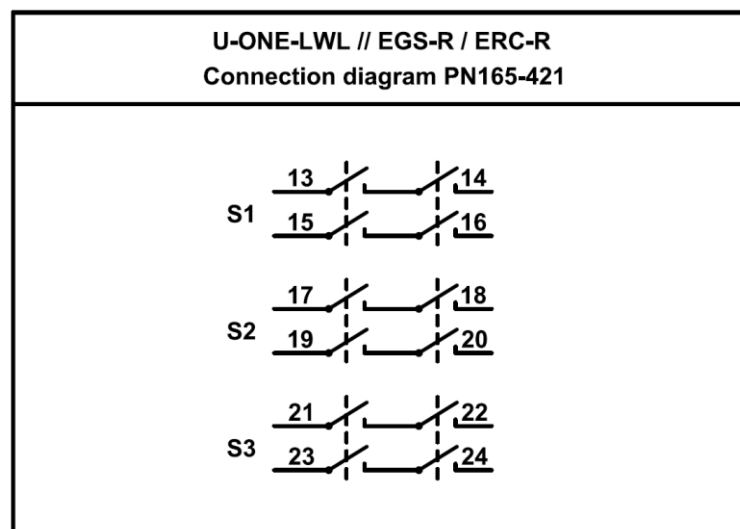 U-ONE-LWL // EGS-R / ERC-R
Connection diagram PN165-421
13 14
S1
15 16
17 18
S2
19 20
21 22
S3
23 24